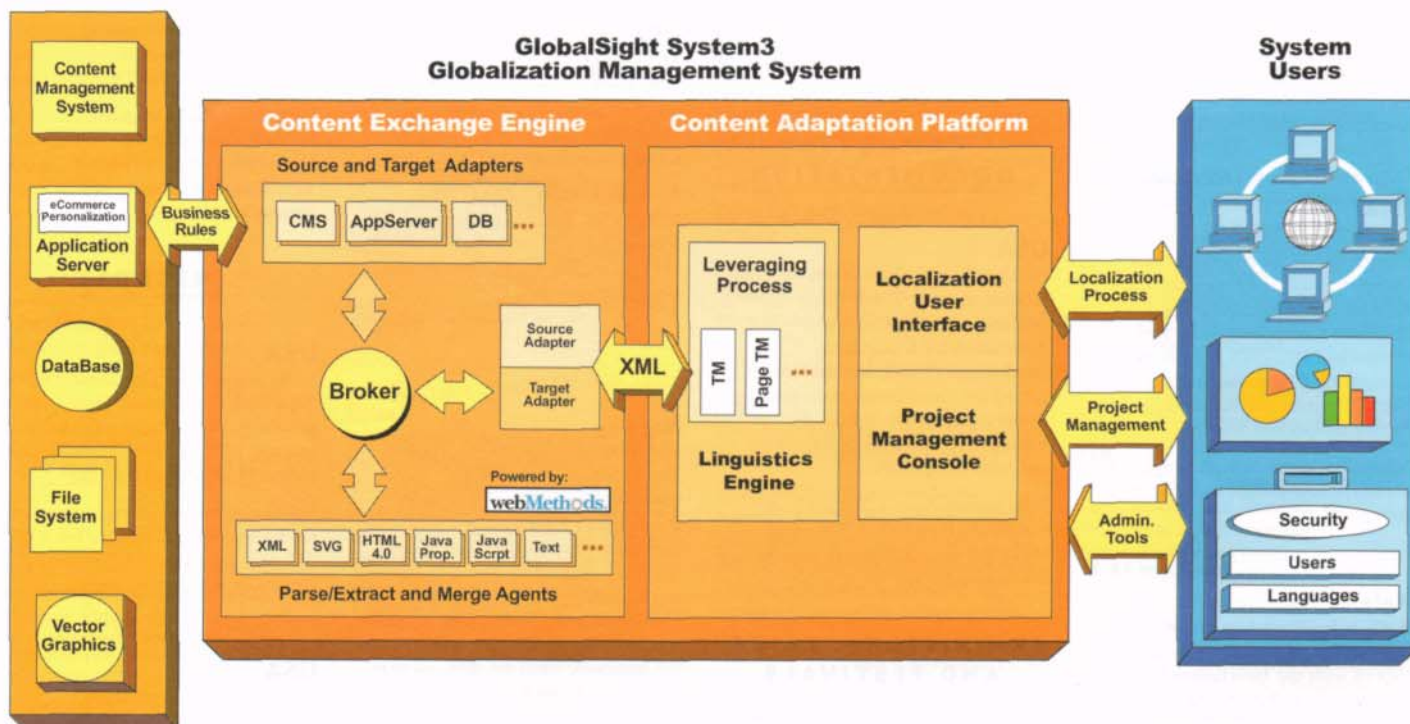 GlobalSight System3
Globalization Management System
System
Users
Content
Management
System
eCommerce
Personalization
Application
Server
DataBase
File
System
Vector
Graphics
Business
Rules
Content Exchange Engine
Source and Target Adapters
CMS
AppServer
DB
...
Broker
Source
Adapter
Target
Adapter
Powered by:
webMethods.
XML
SVG
HTML
4.0
Java
Prop.
Java
Scrpt
Text
...
Parse/Extract and Merge Agents
XML
Content Adaptation Platform
Leveraging
Process
TM
Page TM
...
Linguistics
Engine
Localization
User
Interface
Project
Management
Console
Localization
Process
Project
Management
Admin.
Tools
Security
Users
Languages